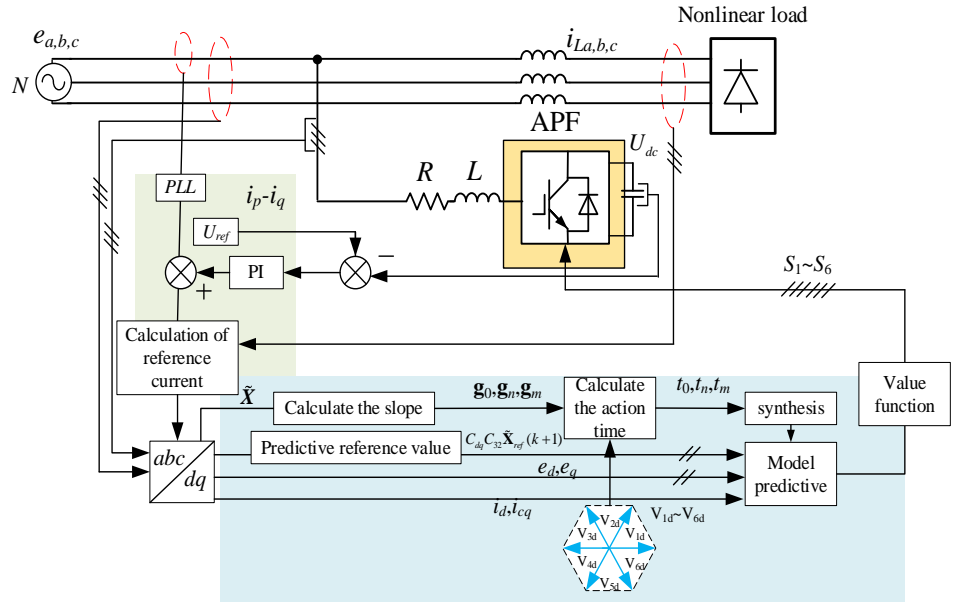 Nonlinear load
e_{a,b,c}
i_{La,b,c}
N
APF
U_{dc}
R
L
PLL
i_p-i_q
U_{ref}
−
S_1~S_6
PI
+
Calculation of
reference
current
Value
function
X̃
Calculate the slope
g_0,g_n,g_m
Calculate
the action
time
t_0,t_n,t_m
synthesis
Predictive reference value
C_{dq}C_{32}X̃_{ref}(k+1)
abc
dq
e_d,e_q
Model
predictive
i_d,i_{cq}
V_{1d}~V_{6d}
V_{2d}
V_{3d}
V_{1d}
V_{4d}
V_{6d}
V_{5d}